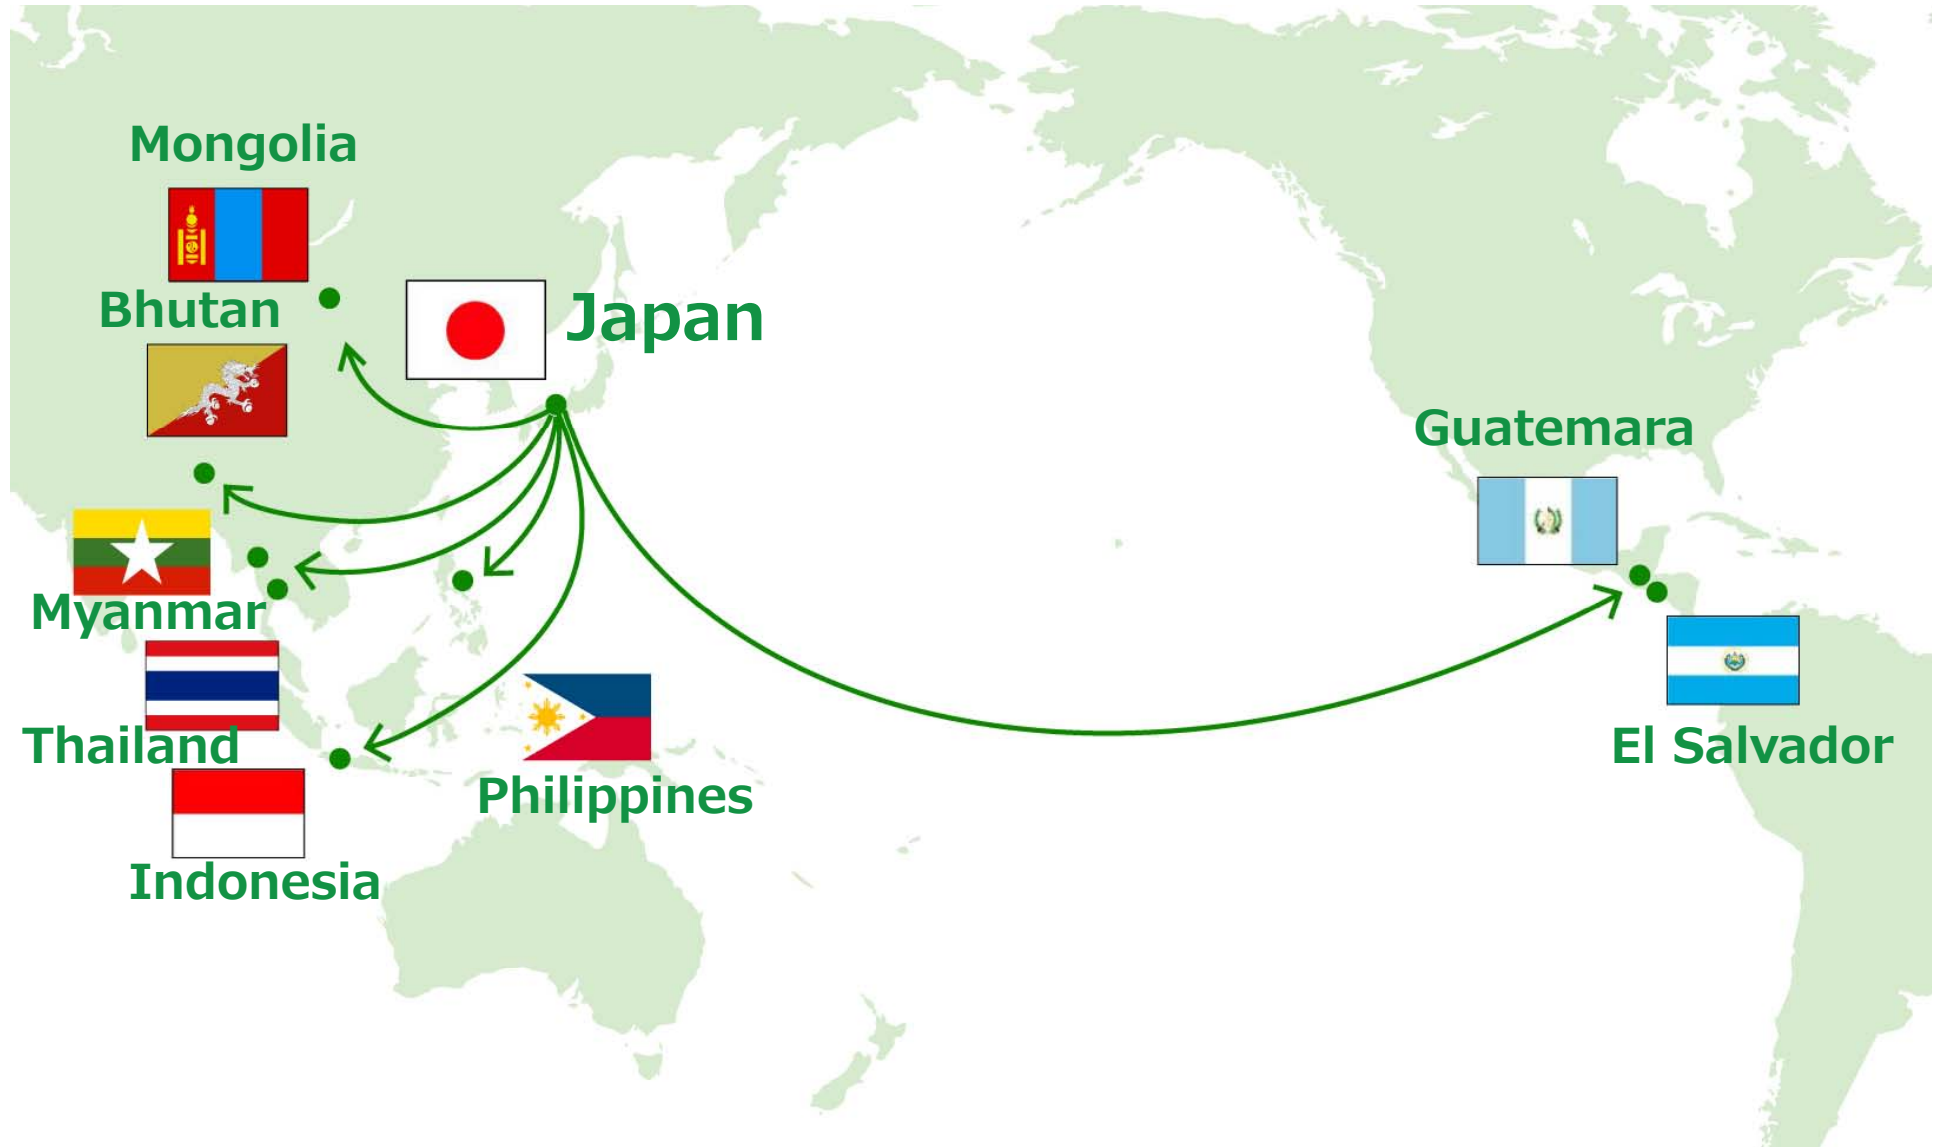 Mongolia
Bhutan
Japan
Guatemara
Myanmar
Thailand
El Salvador
Philippines
Indonesia